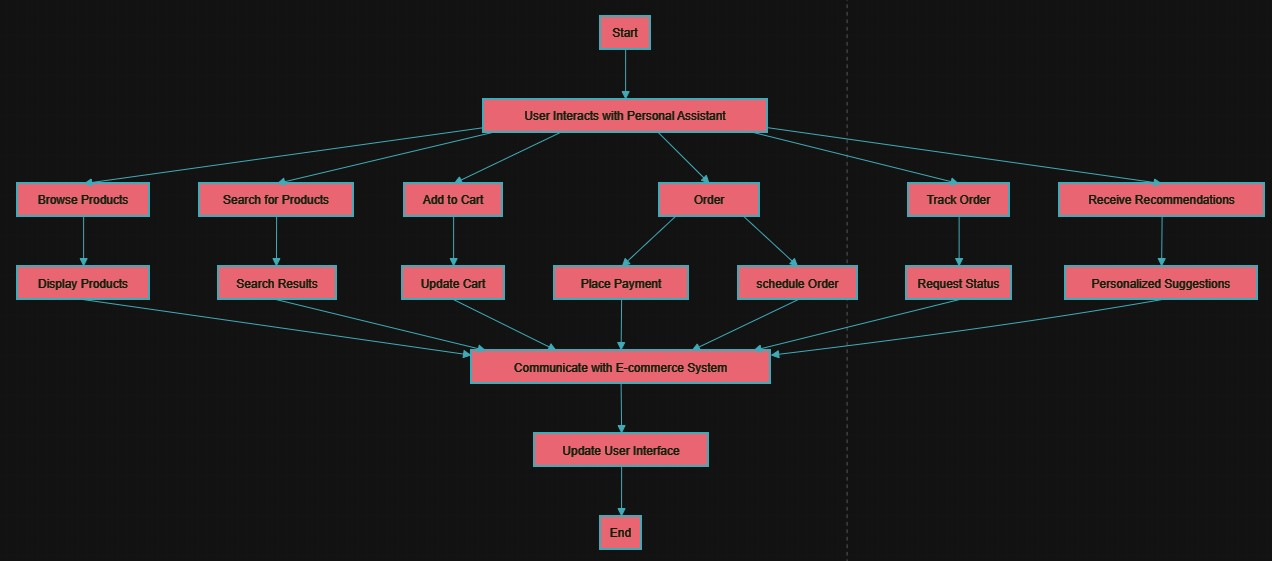 Start
User Interacts with Personal Assistant
Browse Products
Search for Products
Add to Cart
Order
Track Order
Receive Recommendations
Display Products
Search Results
Update Cart
Place Payment
schedule Order
Request Status
Personalized Suggestions
Communicate with E-commerce System
Update User Interface
End